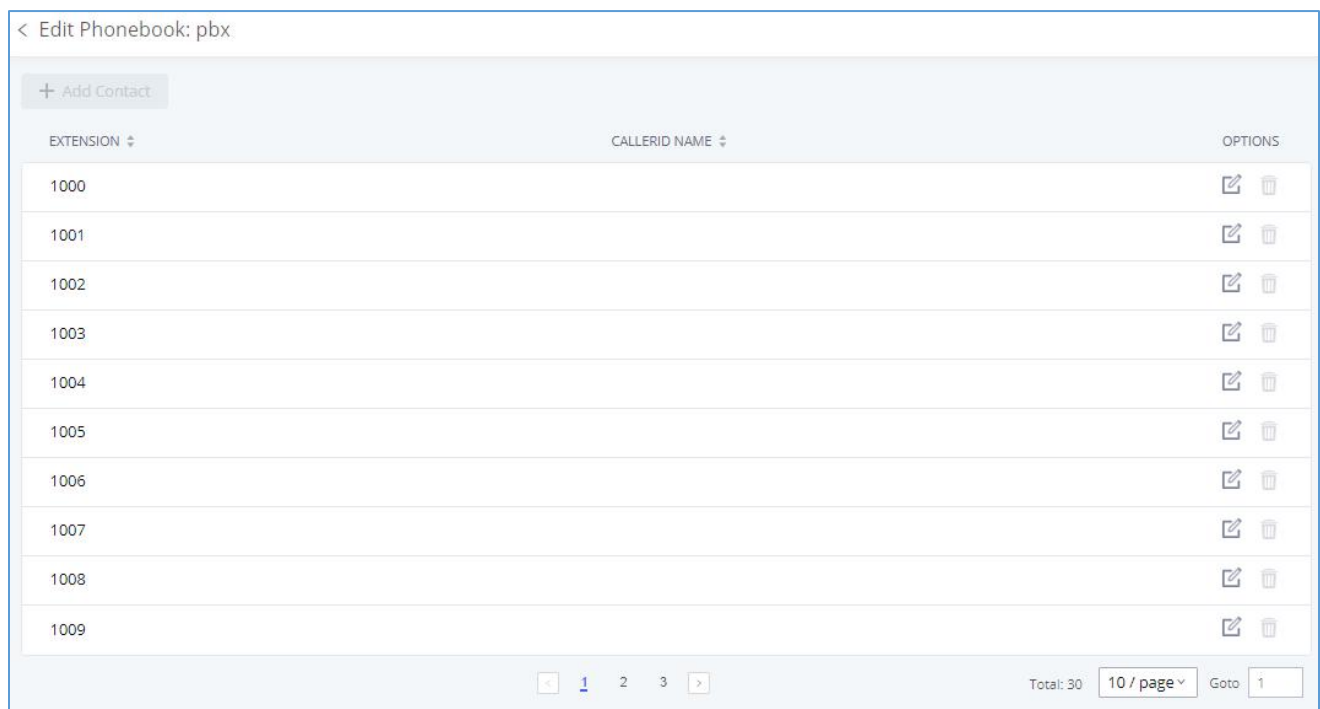 < Edit Phonebook: pbx
+ Add Contact
EXTENSION CALLERID NAME OPTIONS
1000
1001
1002
1003
1004
1005
1006
1007
1008
1009
< 1 2 3 > Total: 30 10 / page Goto 1